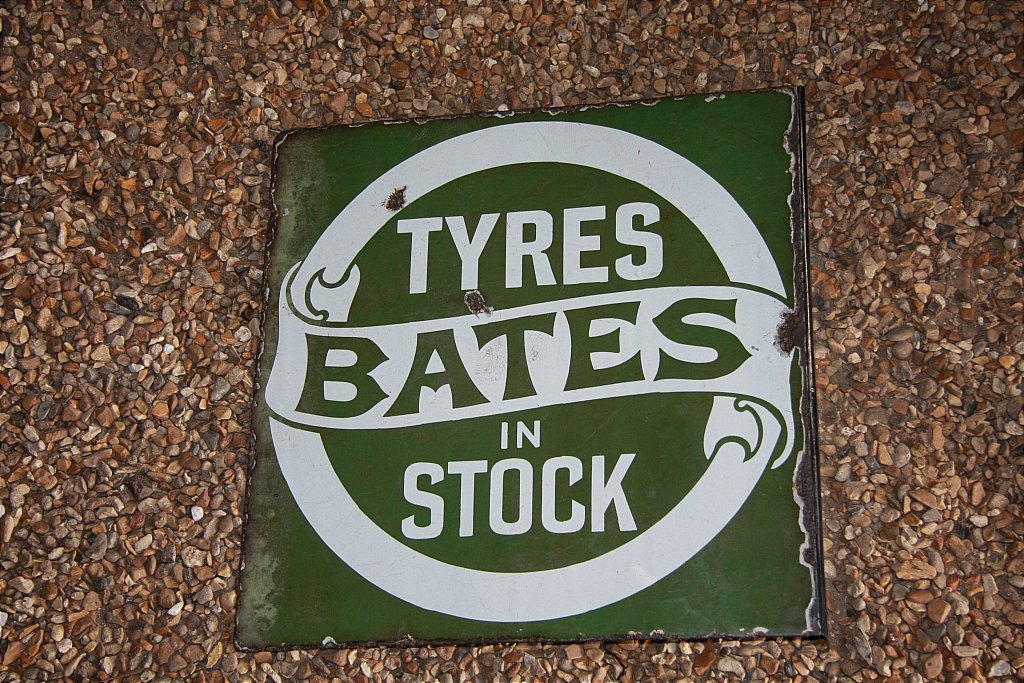 TYRES
BATES
IN
STOCK